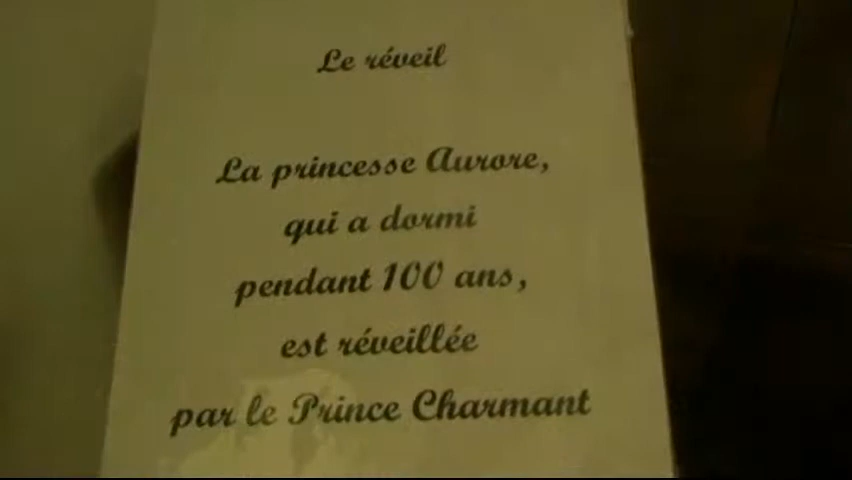 Le réveil
La princesse Aurore,
qui a dormi
pendant 100 ans,
est réveillée
par le Prince Charmant